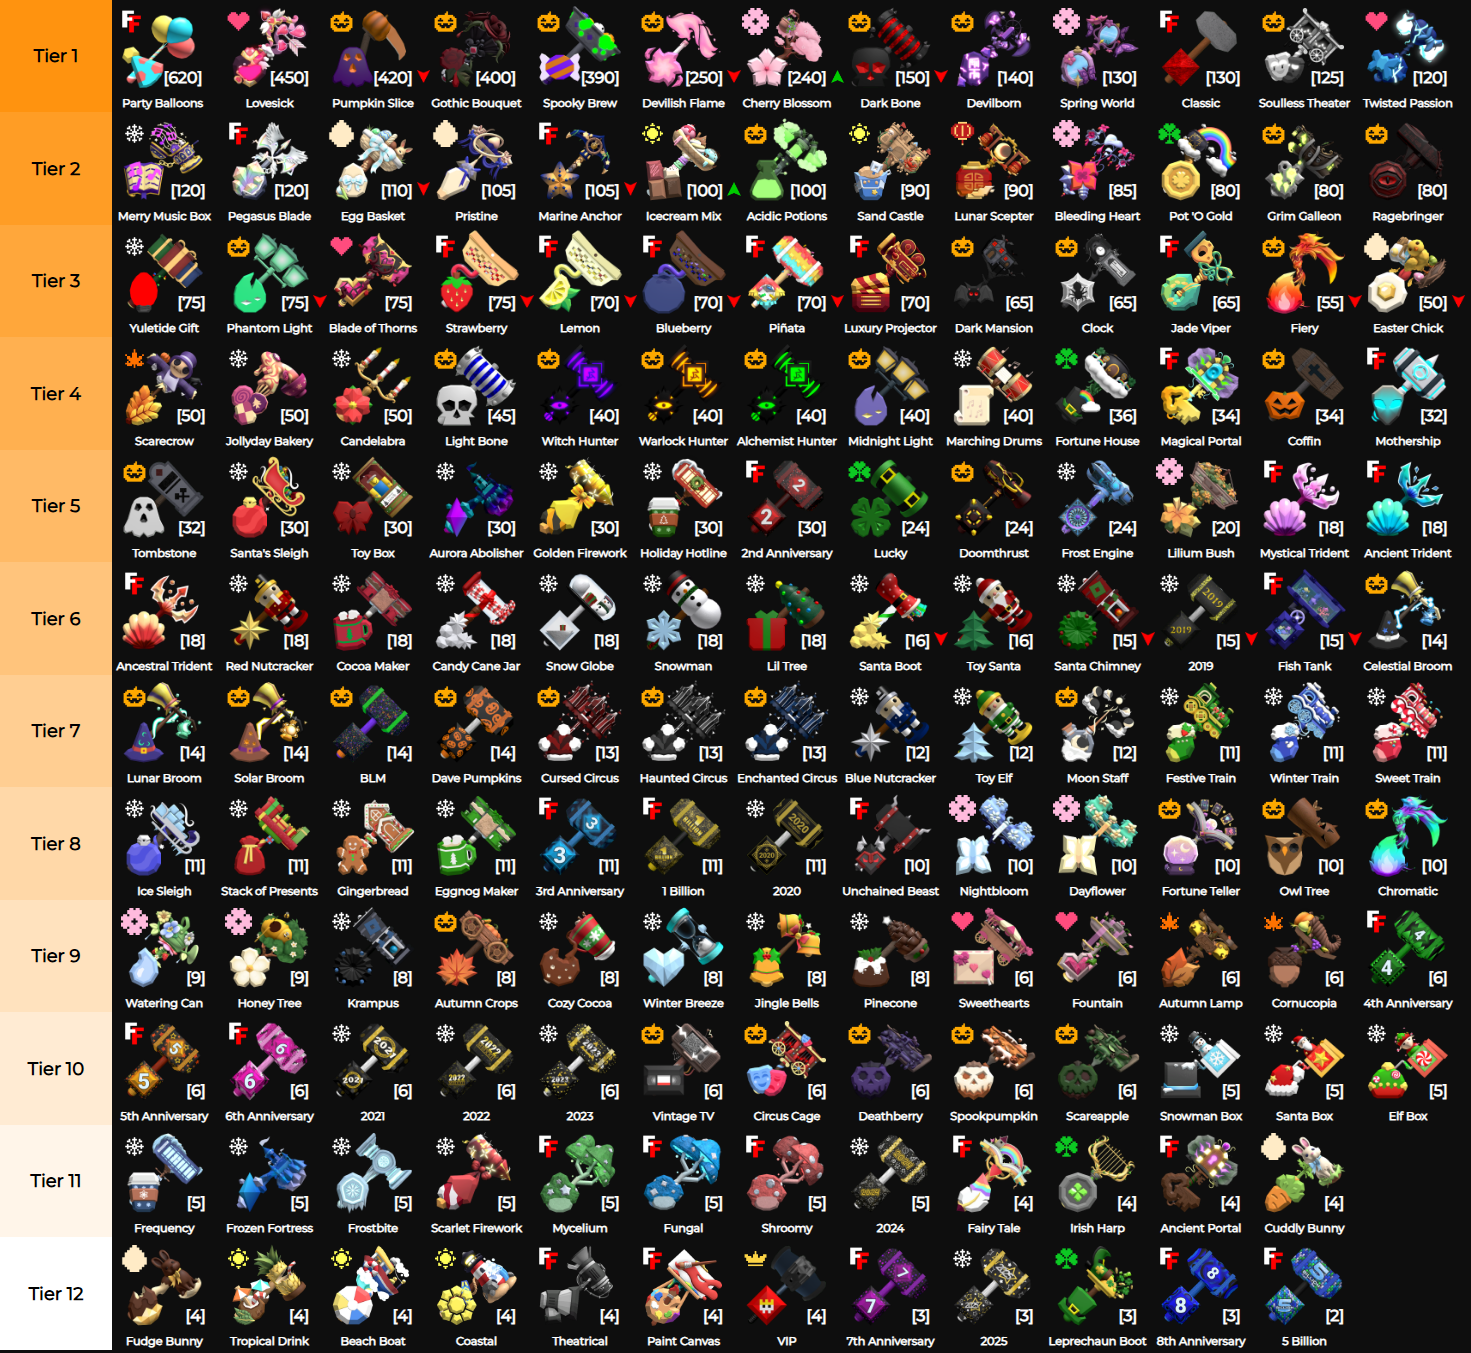 Tier 1
[620] [450] [420] [400] [390] [250] [240] [150] [140] [130] [130] [125] [120]
Party Balloons Lovesick Pumpkin Slice Gothic Bouquet Spooky Brew Devilish Flame Cherry Blossom Dark Bone Devilborn Spring World Classic Soulless Theater Twisted Passion
Tier 2
[120] [120] [110] [105] [105] [100] [100] [90] [90] [85] [80] [80] [80]
Merry Music Box Pegasus Blade Egg Basket Pristine Marine Anchor Icecream Mix Acidic Potions Sand Castle Lunar Scepter Bleeding Heart Pot 'O Gold Grim Galleon Ragebringer
Tier 3
[75] [75] [75] [75] [70] [70] [70] [70] [65] [65] [65] [55] [50]
Yuletide Gift Phantom Light Blade of Thorns Strawberry Lemon Blueberry Piñata Luxury Projector Dark Mansion Clock Jade Viper Fiery Easter Chick
Tier 4
[50] [50] [50] [45] [40] [40] [40] [40] [40] [36] [34] [34] [32]
Scarecrow Jollyday Bakery Candelabra Light Bone Witch Hunter Warlock Hunter Alchemist Hunter Midnight Light Marching Drums Fortune House Magical Portal Coffin Mothership
Tier 5
[32] [30] [30] [30] [30] [30] [30] [24] [24] [24] [20] [18] [18]
Tombstone Santa's Sleigh Toy Box Aurora Abolisher Golden Firework Holiday Hotline 2nd Anniversary Lucky Doomthrust Frost Engine Lilium Bush Mystical Trident Ancient Trident
Tier 6
[18] [18] [18] [18] [18] [18] [18] [16] [16] [15] [15] [15] [14]
Ancestral Trident Red Nutcracker Cocoa Maker Candy Cane Jar Snow Globe Snowman Lil Tree Santa Boot Toy Santa Santa Chimney 2019 Fish Tank Celestial Broom
Tier 7
[14] [14] [14] [14] [13] [13] [13] [12] [12] [12] [11] [11] [11]
Lunar Broom Solar Broom BLM Dave Pumpkins Cursed Circus Haunted Circus Enchanted Circus Blue Nutcracker Toy Elf Moon Staff Festive Train Winter Train Sweet Train
Tier 8
[11] [11] [11] [11] [11] [11] [11] [10] [10] [10] [10] [10] [10]
Ice Sleigh Stack of Presents Gingerbread Eggnog Maker 3rd Anniversary 1 Billion 2020 Unchained Beast Nightbloom Dayflower Fortune Teller Owl Tree Chromatic
Tier 9
[9] [9] [8] [8] [8] [8] [8] [8] [6] [6] [6] [6] [6]
Watering Can Honey Tree Krampus Autumn Crops Cozy Cocoa Winter Breeze Jingle Bells Pinecone Sweethearts Fountain Autumn Lamp Cornucopia 4th Anniversary
Tier 10
[6] [6] [6] [6] [6] [6] [6] [6] [6] [6] [5] [5] [5]
5th Anniversary 6th Anniversary 2021 2022 2023 Vintage TV Circus Cage Deathberry Spookpumpkin Scareapple Snowman Box Santa Box Elf Box
Tier 11
[5] [5] [5] [5] [5] [5] [5] [5] [4] [4] [4] [4]
Frequency Frozen Fortress Frostbite Scarlet Firework Mycelium Fungal Shroomy 2024 Fairy Tale Irish Harp Ancient Portal Cuddly Bunny
Tier 12
[4] [4] [4] [4] [4] [4] [4] [3] [3] [3] [3] [2]
Fudge Bunny Tropical Drink Beach Boat Coastal Theatrical Paint Canvas VIP 7th Anniversary 2025 Leprechaun Boot 8th Anniversary 5 Billion